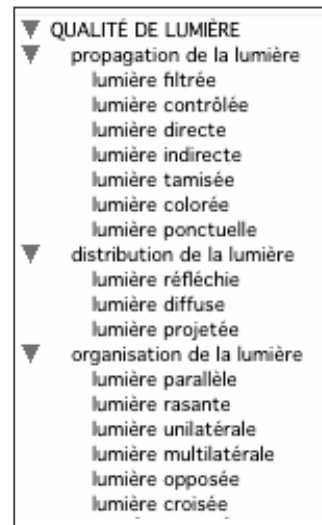 QUALITÉ DE LUMIÈRE
propagation de la lumière
lumière filtrée
lumière contrôlée
lumière directe
lumière indirecte
lumière tamisée
lumière colorée
lumière ponctuelle
distribution de la lumière
lumière réfléchie
lumière diffuse
lumière projetée
organisation de la lumière
lumière parallèle
lumière rasante
lumière unilatérale
lumière multilatérale
lumière opposée
lumière croisée